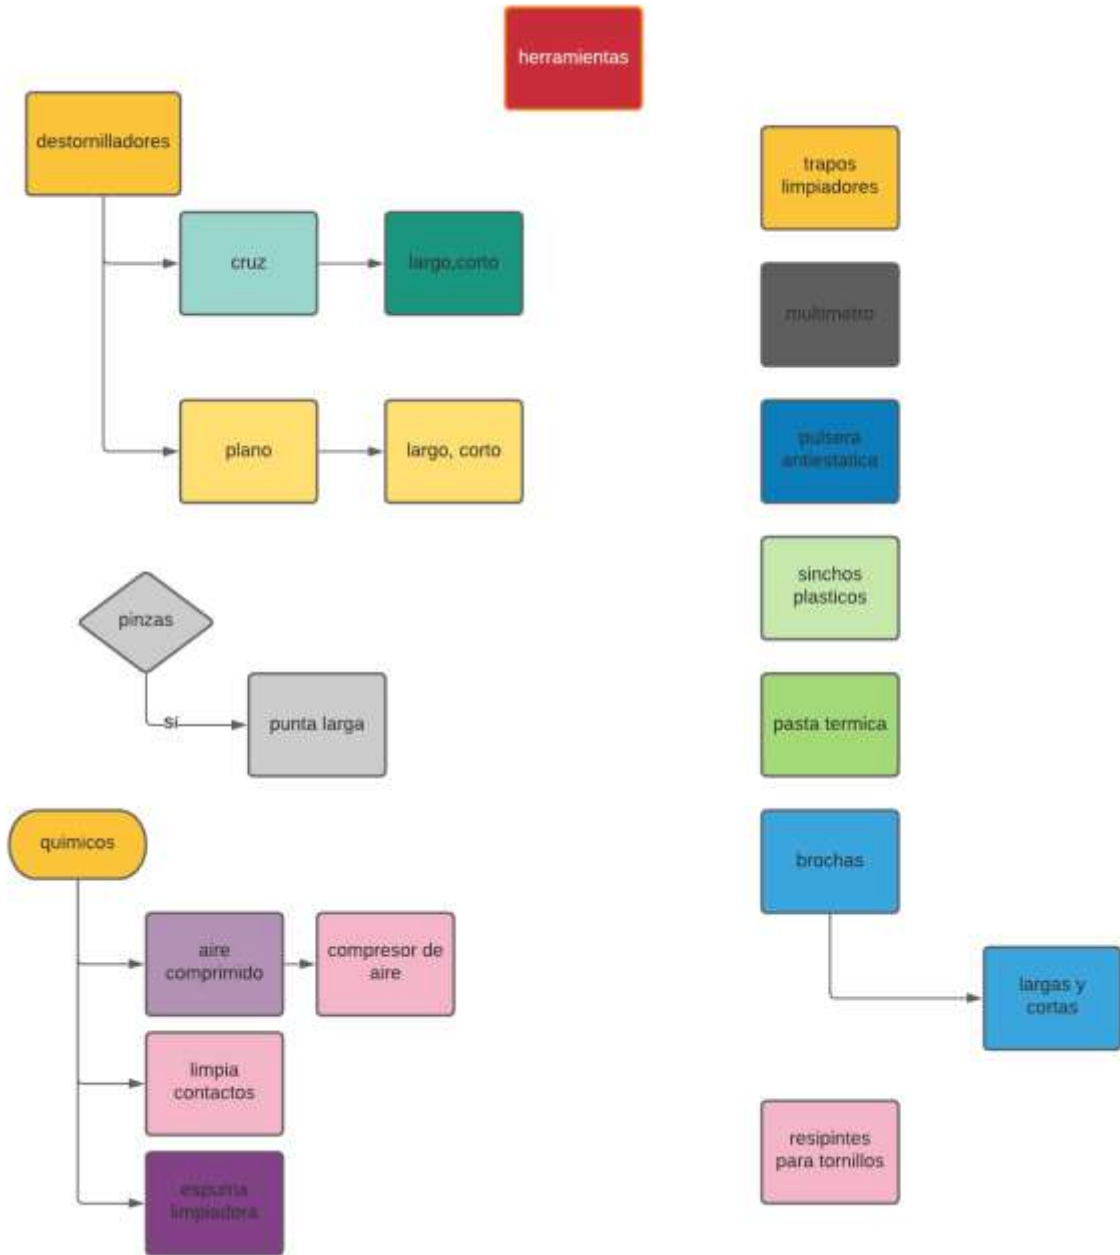 herramientas
destornilladores
cruz
largo,corto
plano
largo, corto
pinzas
sí
punta larga
quimicos
aire
comprimido
compresor de
aire
limpia
contactos
espuma
limpiadora
trapos
limpiadores
multimetro
pulsera
antiestatica
sinchos
plasticos
pasta termica
brochas
largas y
cortas
resipintes
para tornillos